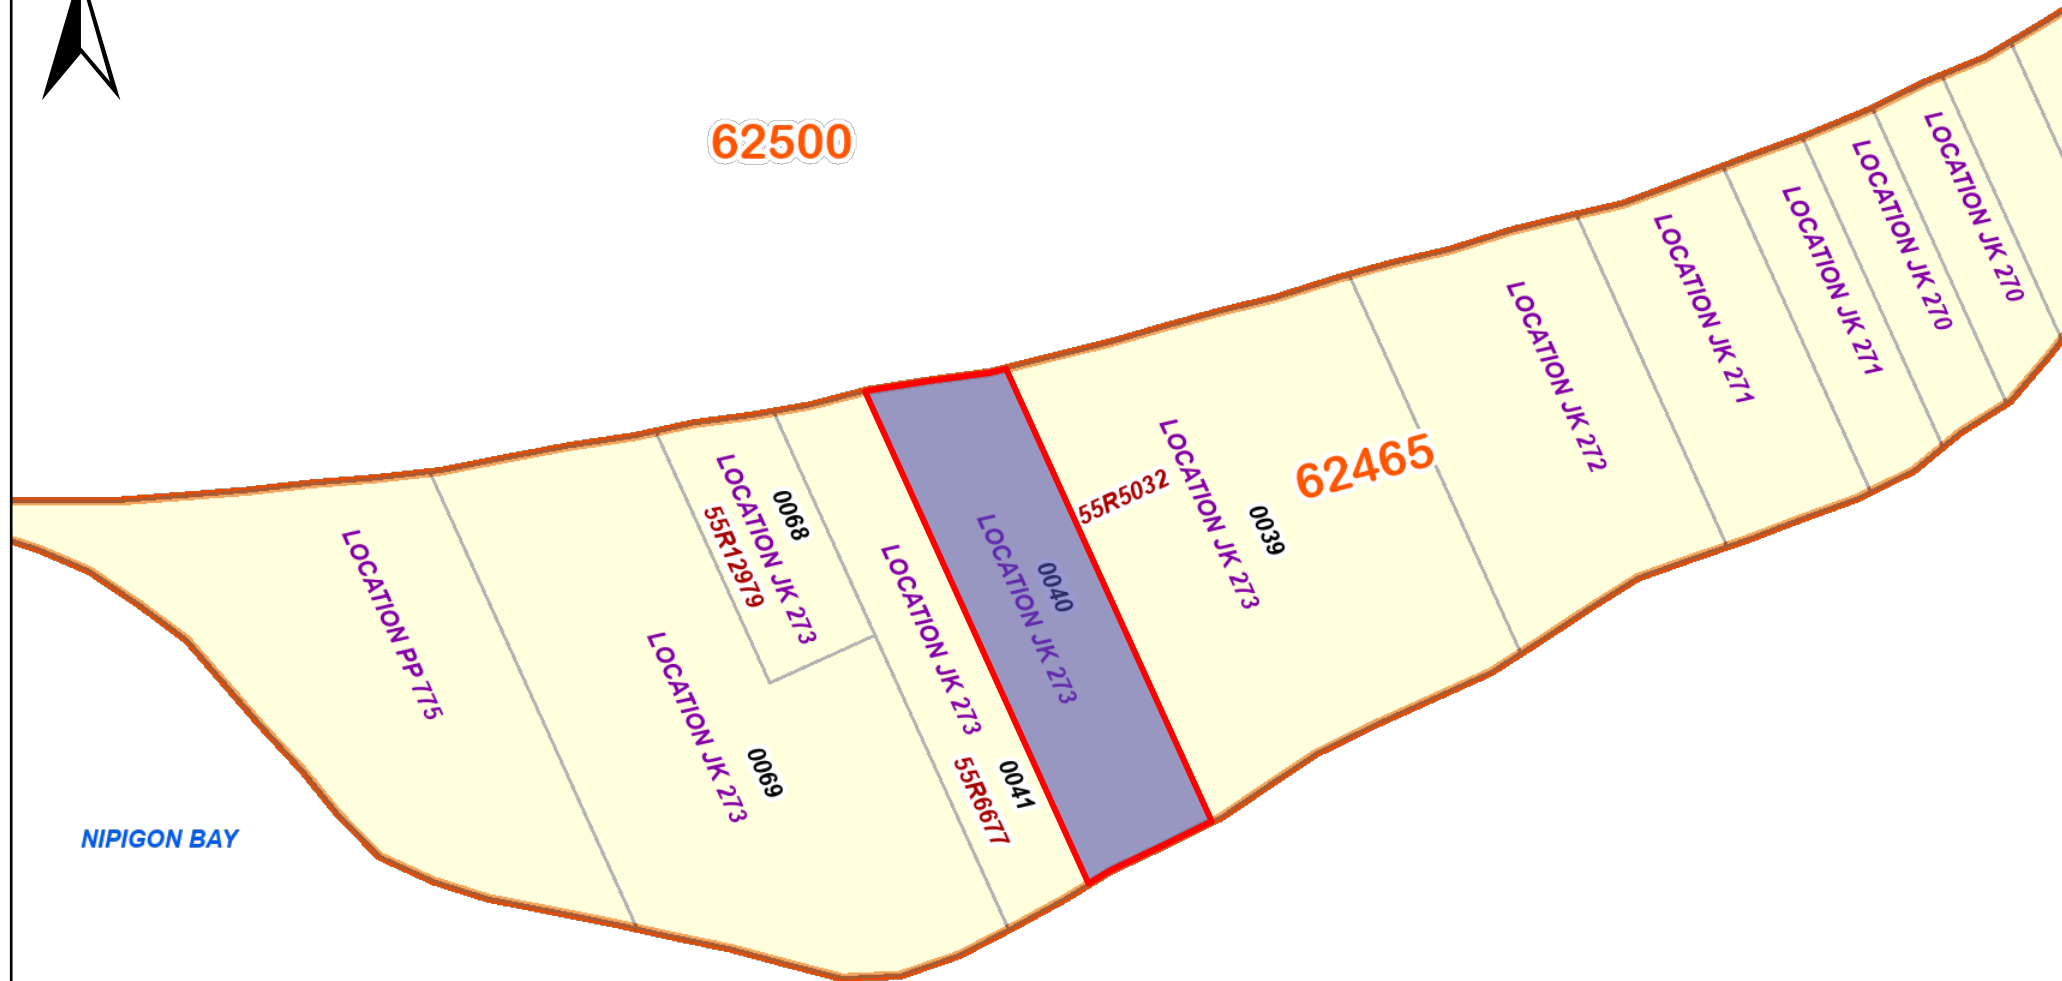 62500
LOCATION JK 270
LOCATION JK 270
LOCATION JK 271
LOCATION JK 271
LOCATION JK 272
62465
0039
LOCATION JK 273
55R5032
0040
LOCATION JK 273
LOCATION JK 273
0041
55R6677
0068
LOCATION JK 273
55R12979
0069
LOCATION JK 273
LOCATION PP 775
NIPIGON BAY